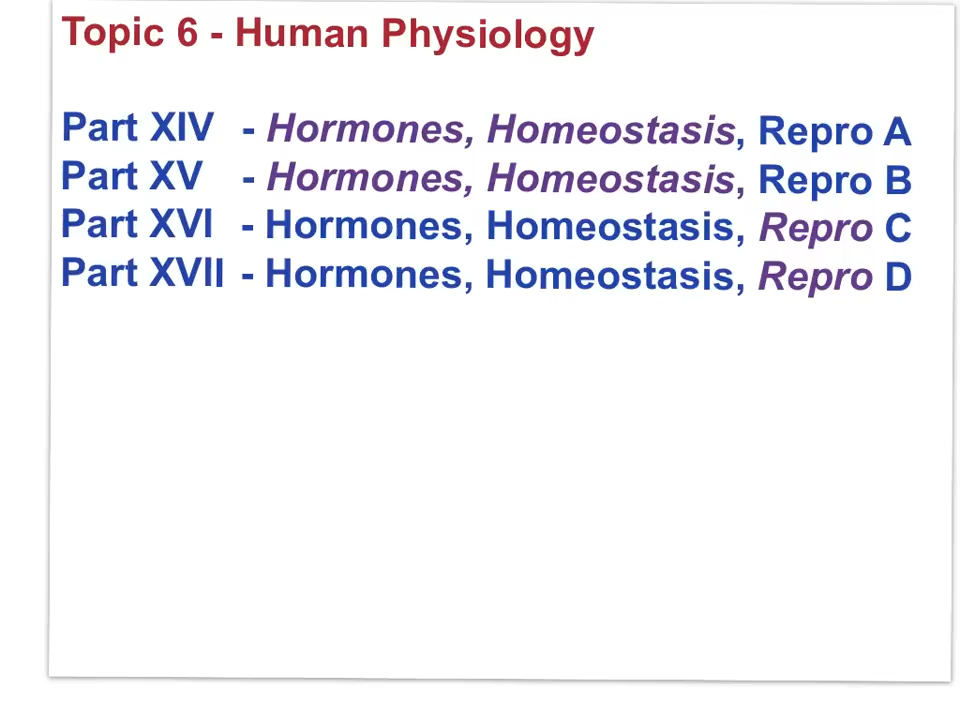 Topic 6 - Human Physiology
Part XIV - Hormones, Homeostasis, Repro A
Part XV - Hormones, Homeostasis, Repro B
Part XVI - Hormones, Homeostasis, Repro C
Part XVII - Hormones, Homeostasis, Repro D